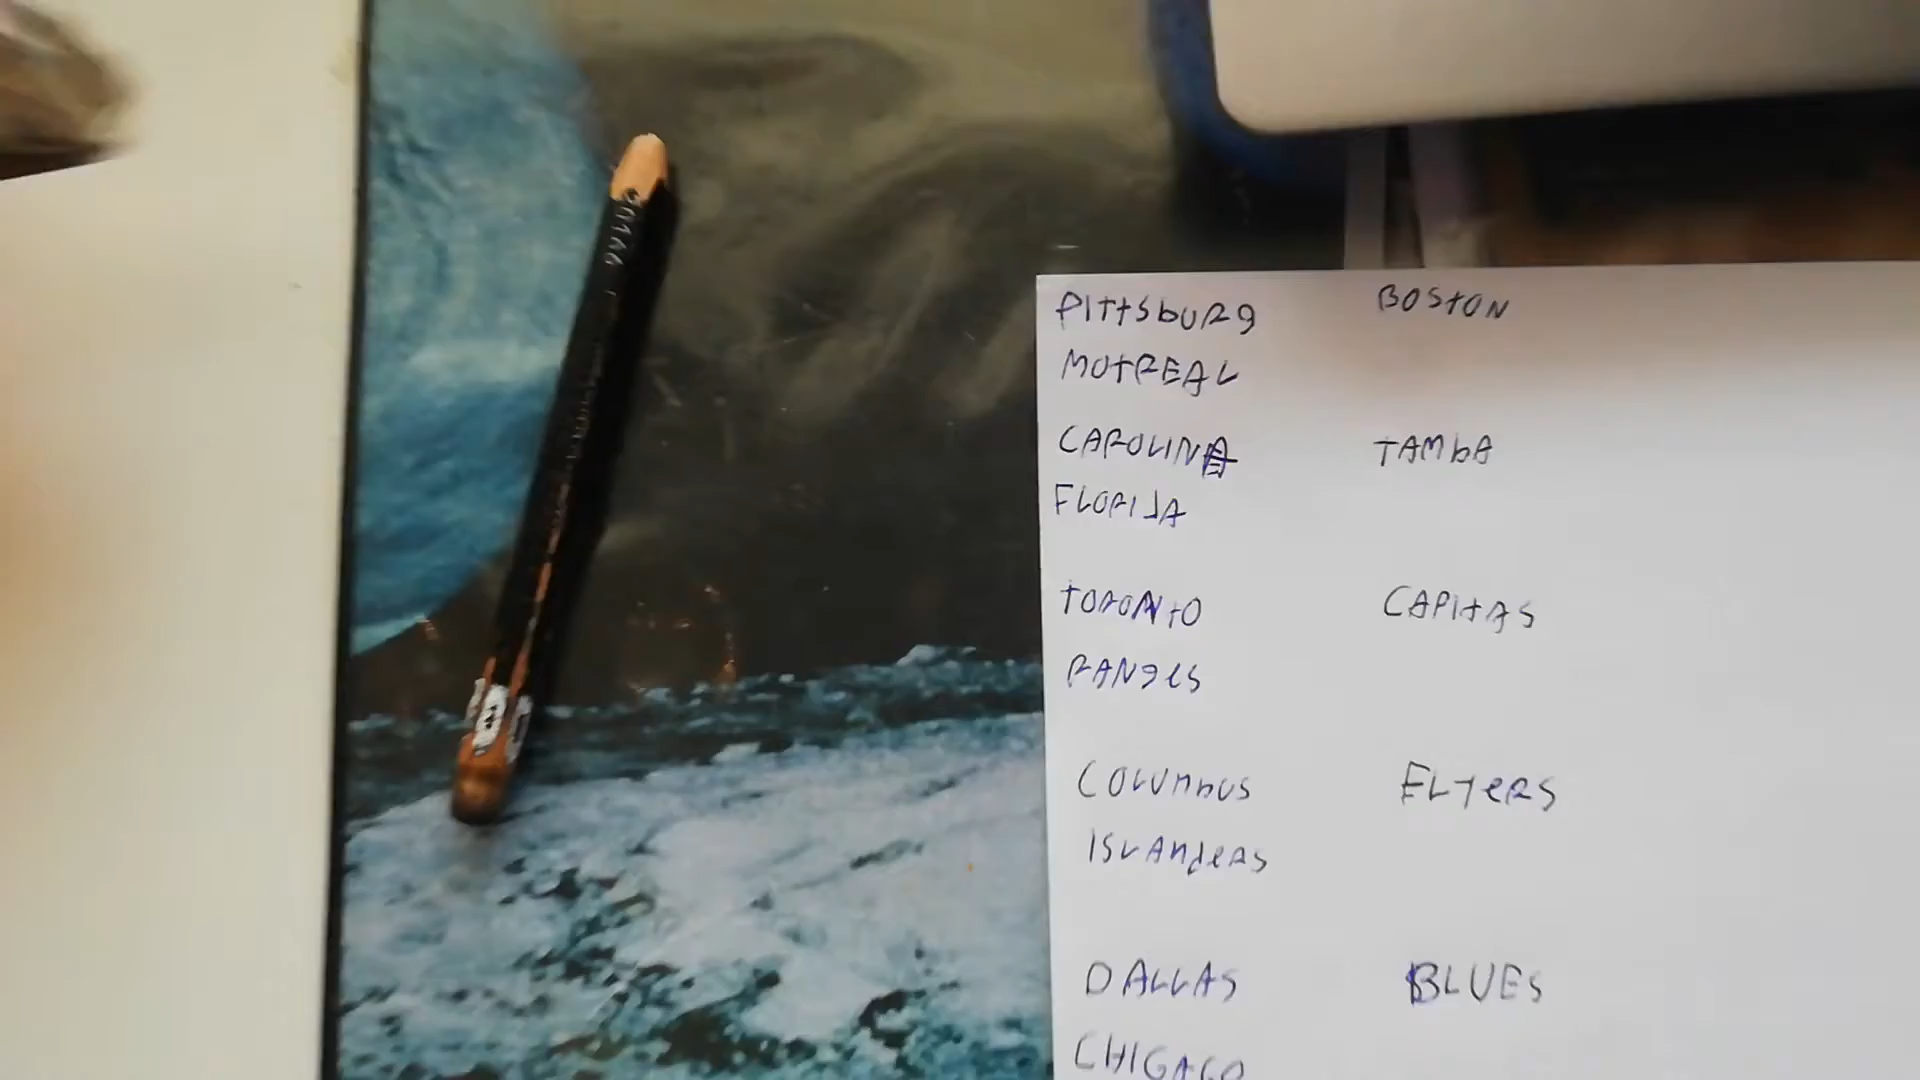 PITTSBURG BOSTON
MOTREAL
CAROLINA TAMBA
FLORIDA
TORONTO CAPITAS
RANGES
COLUMBUS FLYERS
ISLANDERS
DALLAS BLUES
CHIGAGO